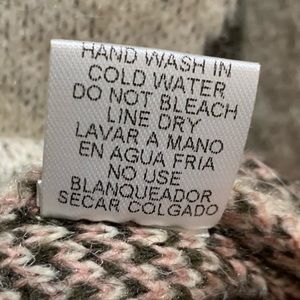 HAND WASH IN
COLD WATER
DO NOT BLEACH
LINE DRY
LAVAR A MANO
EN AGUA FRIA
NO USE
BLANQUEADOR
SECAR COLGADO